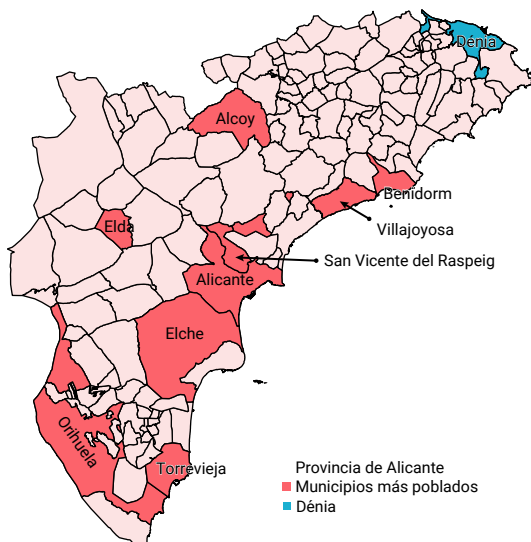 Dénia
Alcoy
Benidorm
Elda
Villajoyosa
San Vicente del Raspeig
Alicante
Elche
Orihuela
Torrevieja
Provincia de Alicante
Municipios más poblados
Dénia